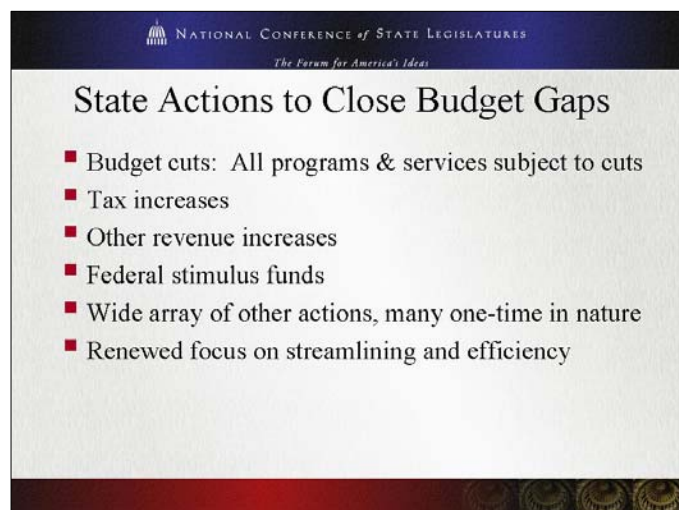 NATIONAL CONFERENCE of STATE LEGISLATURES
The Forum for America's Ideas
State Actions to Close Budget Gaps
Budget cuts: All programs & services subject to cuts
Tax increases
Other revenue increases
Federal stimulus funds
Wide array of other actions, many one-time in nature
Renewed focus on streamlining and efficiency